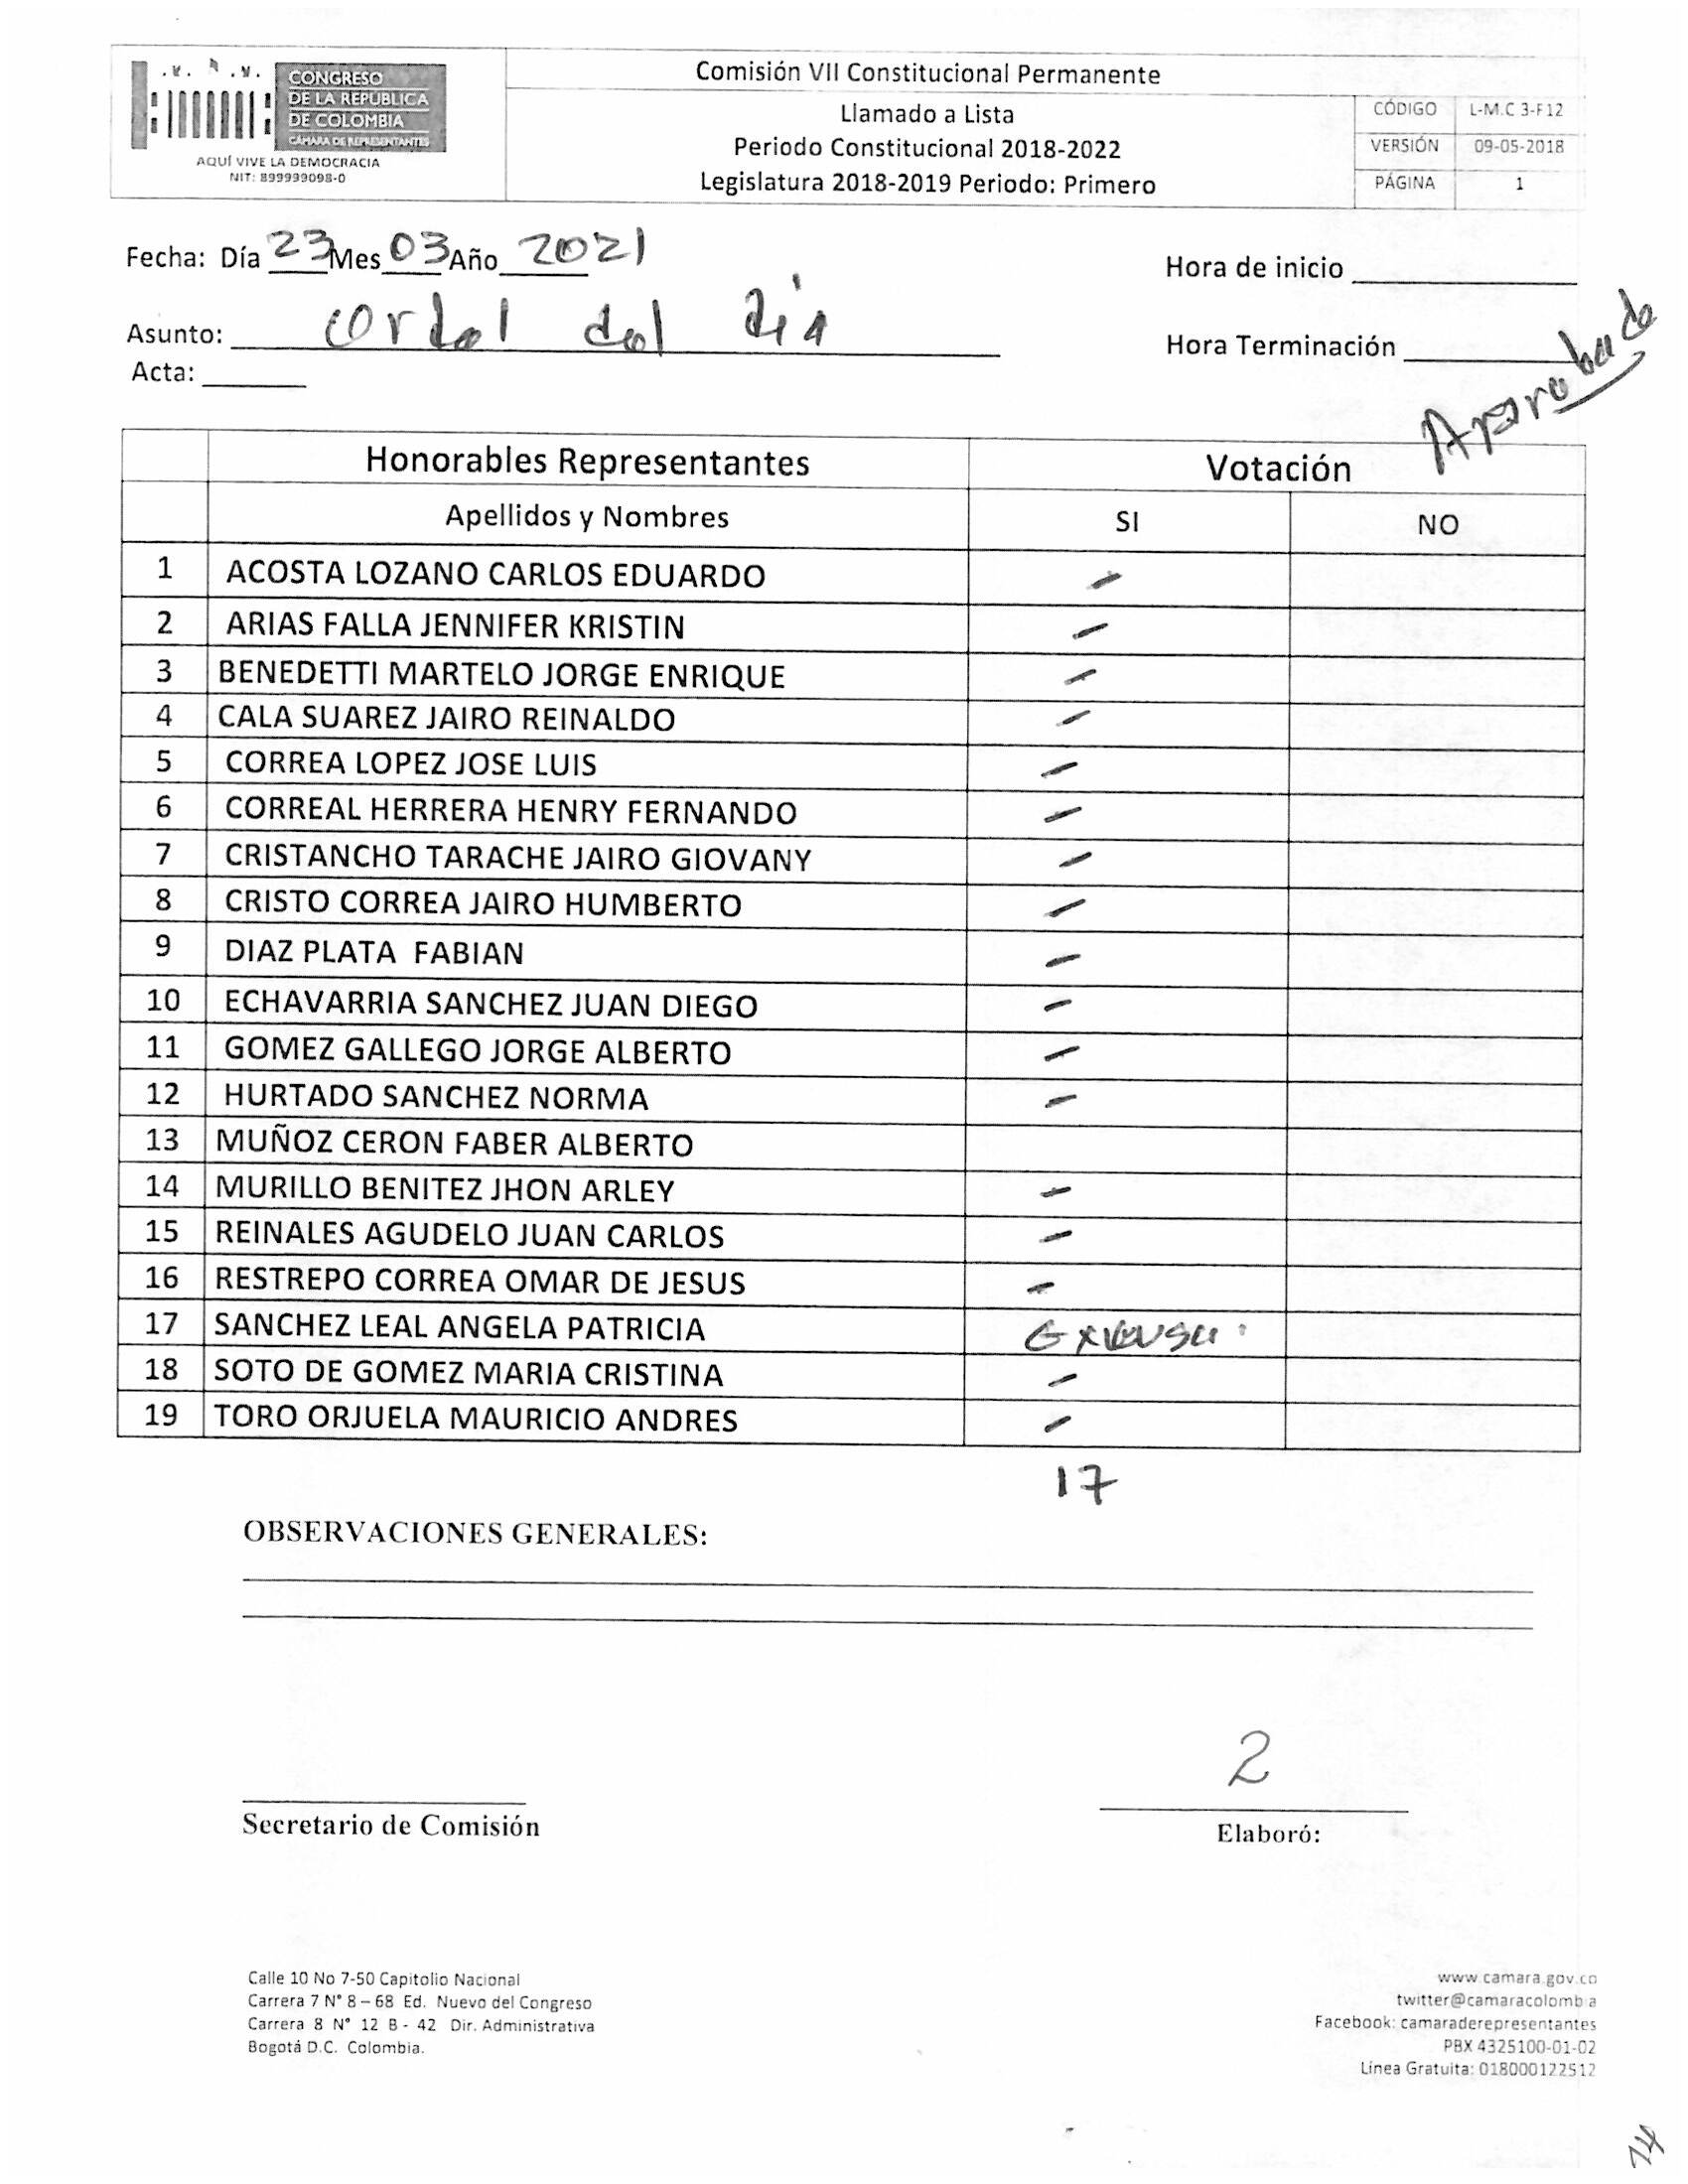 CONGRESO
DE LA REPÚBLICA
DE COLOMBIA
CÁMARA DE REPRESENTANTES
AQUÍ VIVE LA DEMOCRACIA
NIT: 899999098-0
Comisión VII Constitucional Permanente
Llamado a Lista
Periodo Constitucional 2018-2022
Legislatura 2018-2019 Periodo: Primero
CÓDIGO L-M.C 3-F12
VERSIÓN 09-05-2018
PÁGINA 1
Fecha: Día 23 Mes 03 Año 2021
Hora de inicio
Asunto: del dia
Hora Terminación
Acta:
Aprobado
Honorables Representantes Votación
Apellidos y Nombres SI NO
1 ACOSTA LOZANO CARLOS EDUARDO –
2 ARIAS FALLA JENNIFER KRISTIN –
3 BENEDETTI MARTELO JORGE ENRIQUE –
4 CALA SUAREZ JAIRO REINALDO –
5 CORREA LOPEZ JOSE LUIS –
6 CORREAL HERRERA HENRY FERNANDO –
7 CRISTANCHO TARACHE JAIRO GIOVANY –
8 CRISTO CORREA JAIRO HUMBERTO –
9 DIAZ PLATA FABIAN –
10 ECHAVARRIA SANCHEZ JUAN DIEGO –
11 GOMEZ GALLEGO JORGE ALBERTO –
12 HURTADO SANCHEZ NORMA –
13 MUÑOZ CERON FABER ALBERTO
14 MURILLO BENITEZ JHON ARLEY –
15 REINALES AGUDELO JUAN CARLOS –
16 RESTREPO CORREA OMAR DE JESUS –
17 SANCHEZ LEAL ANGELA PATRICIA Excusa
18 SOTO DE GOMEZ MARIA CRISTINA –
19 TORO ORJUELA MAURICIO ANDRES –
17
OBSERVACIONES GENERALES:
2
Secretario de Comisión
Elaboró:
Calle 10 No 7-50 Capitolio Nacional
Carrera 7 N° 8 – 68 Ed. Nuevo del Congreso
Carrera 8 N° 12 B - 42 Dir. Administrativa
Bogotá D.C. Colombia.
www.camara.gov.co
twitter@camaracolombia
Facebook: camaraderepresentantes
PBX 4325100-01-02
Línea Gratuita: 018000122512